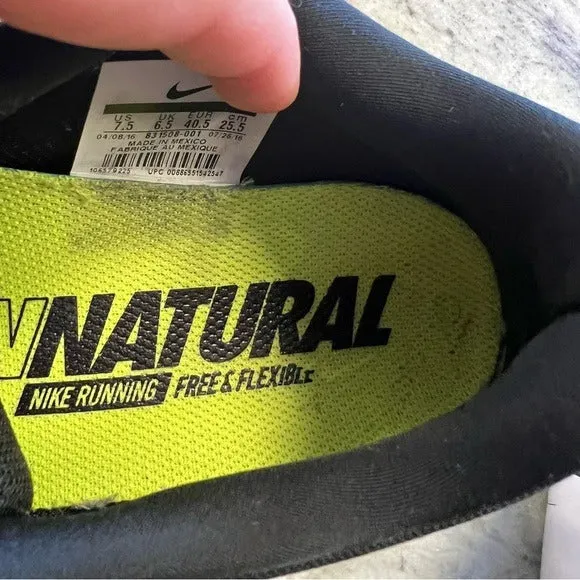 US UK EUR cm
7.5 6.5 40.5 25.5
04/08/16 831508-001 07/26/16
MADE IN MEXICO
FABRIQUE AU MEXIQUE
UPC 00886551542547
NATURAL
NIKE RUNNING FREE & FLEXIBLE